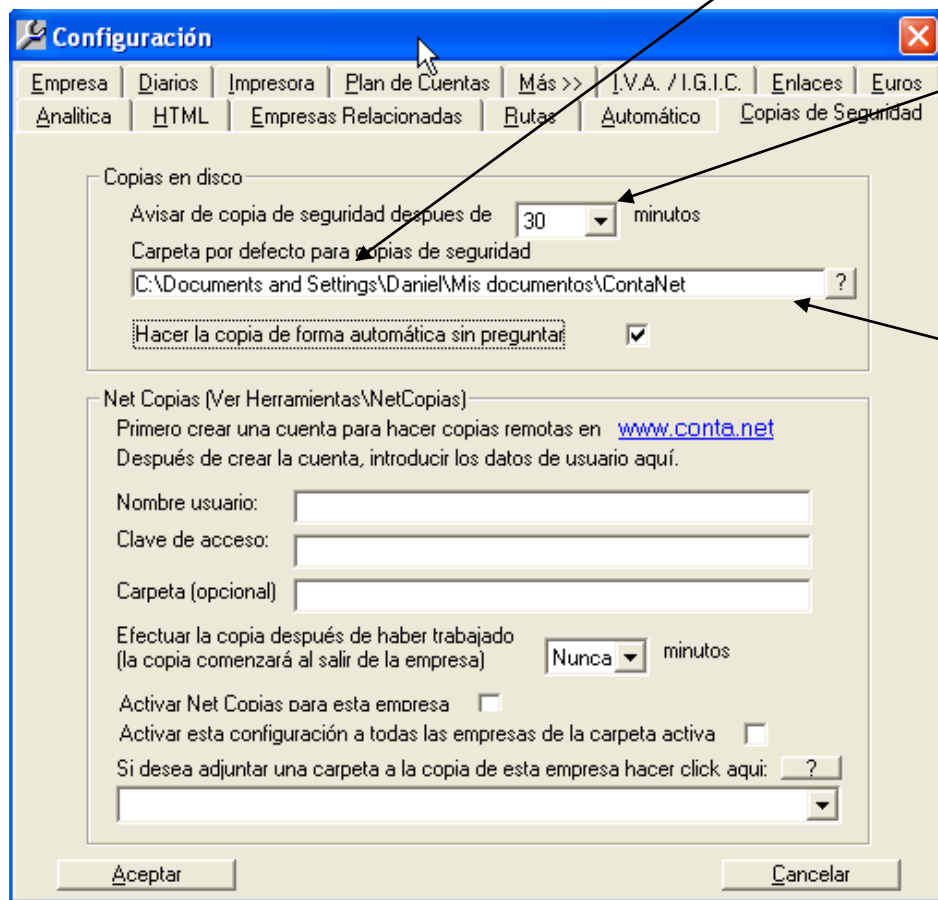 Configuración
Empresa Diarios Impresora Plan de Cuentas Más >> I.V.A. / I.G.I.C. Enlaces Euros
Analitica HTML Empresas Relacionadas Rutas Automático Copias de Seguridad
Copias en disco
Avisar de copia de seguridad despues de 30 minutos
Carpeta por defecto para copias de seguridad
C:\Documents and Settings\Daniel\Mis documentos\ContaNet ?
Hacer la copia de forma automática sin preguntar
Net Copias (Ver Herramientas\NetCopias)
Primero crear una cuenta para hacer copias remotas en www.conta.net
Después de crear la cuenta, introducir los datos de usuario aquí.
Nombre usuario:
Clave de acceso:
Carpeta (opcional)
Efectuar la copia después de haber trabajado
(la copia comenzará al salir de la empresa) Nunca minutos
Activar Net Copias para esta empresa
Activar esta configuración a todas las empresas de la carpeta activa
Si desea adjuntar una carpeta a la copia de esta empresa hacer click aqui: ?
Aceptar Cancelar